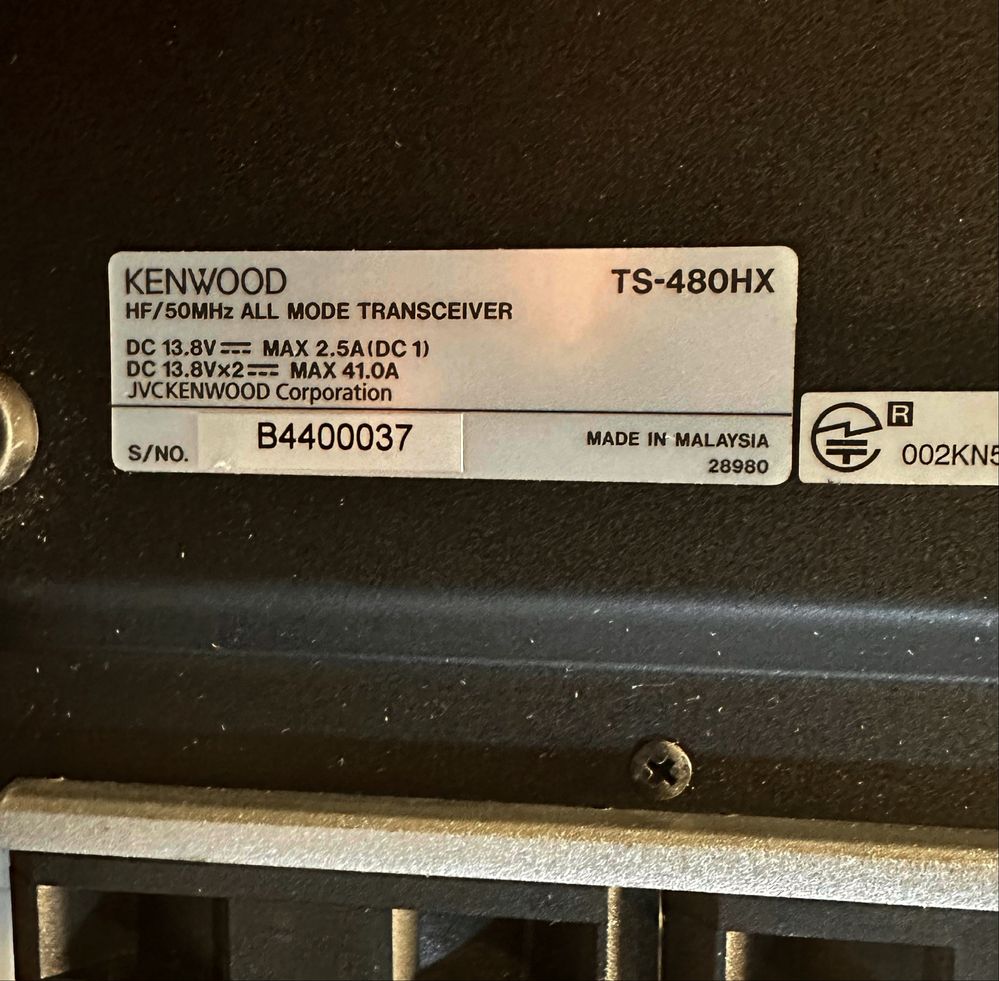 KENWOOD TS-480HX
HF/50MHz ALL MODE TRANSCEIVER
DC 13.8V⎓ MAX 2.5A(DC 1)
DC 13.8V×2⎓ MAX 41.0A
JVCKENWOOD Corporation
S/NO. B4400037 MADE IN MALAYSIA
28980
R
002KN5